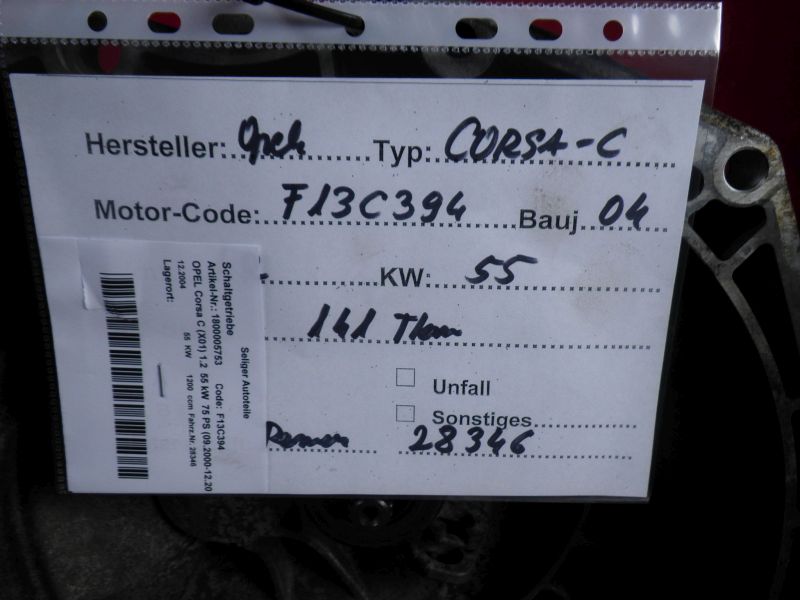 Hersteller: Opel Typ: CORSA-C
Motor-Code: F13C394 Bauj 04
KW: 55
141 Tkm
Unfall
Sonstiges
28346
Seliger Autoteile
Schaltgetriebe
Artikel-Nr.: 1800005753 Code: F13C394
OPEL Corsa C (X01) 1.2 55 kW 75 PS (09.2000-12.20
12.2004 55 KW 1200 ccm Fahrz.Nr. 28346
Lagerort: